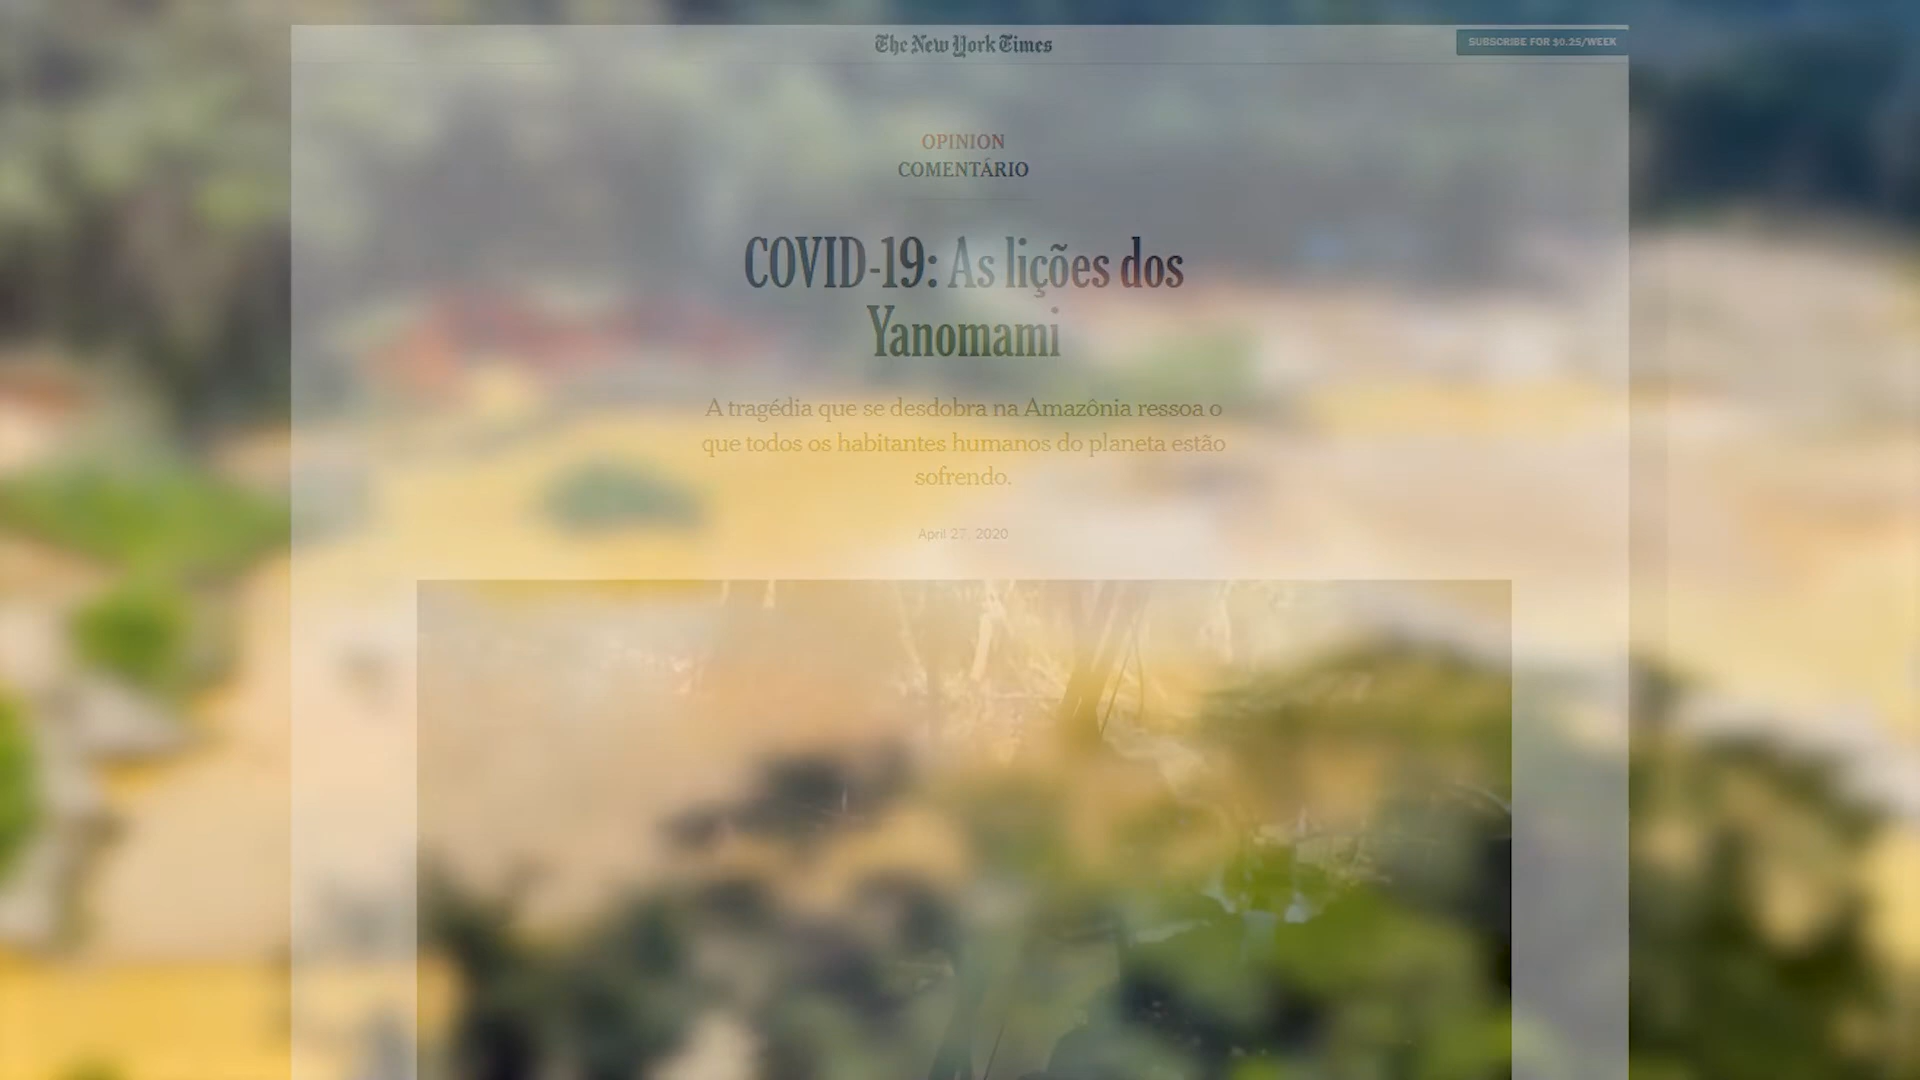 The New York Times
SUBSCRIBE FOR $0.25/WEEK
OPINION
COMENTÁRIO
COVID-19: As lições dos
Yanomami
A tragédia que se desdobra na Amazônia ressoa o
que todos os habitantes humanos do planeta estão
sofrendo.
April 27, 2020